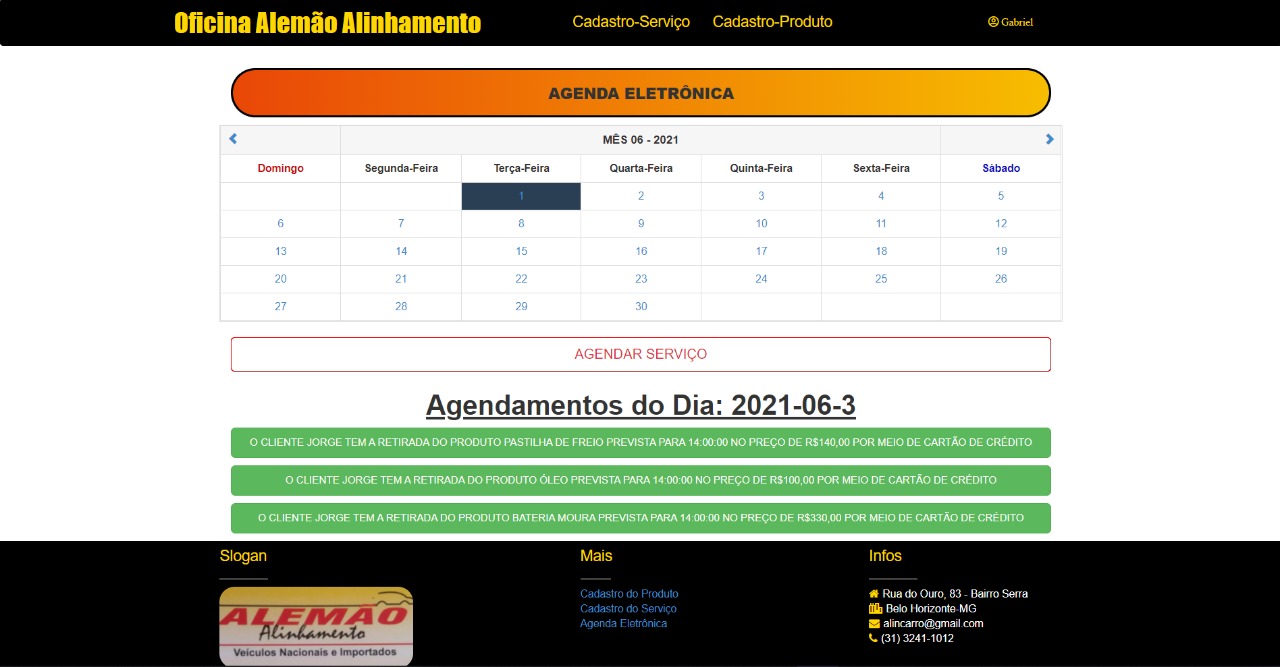 Oficina Alemão Alinhamento Cadastro-Serviço Cadastro-Produto Gabriel
AGENDA ELETRÔNICA
MÊS 06 - 2021
Domingo Segunda-Feira Terça-Feira Quarta-Feira Quinta-Feira Sexta-Feira Sábado
1 2 3 4 5
6 7 8 9 10 11 12
13 14 15 16 17 18 19
20 21 22 23 24 25 26
27 28 29 30
AGENDAR SERVIÇO
Agendamentos do Dia: 2021-06-3
O CLIENTE JORGE TEM A RETIRADA DO PRODUTO PASTILHA DE FREIO PREVISTA PARA 14:00:00 NO PREÇO DE R$140,00 POR MEIO DE CARTÃO DE CRÉDITO
O CLIENTE JORGE TEM A RETIRADA DO PRODUTO ÓLEO PREVISTA PARA 14:00:00 NO PREÇO DE R$100,00 POR MEIO DE CARTÃO DE CRÉDITO
O CLIENTE JORGE TEM A RETIRADA DO PRODUTO BATERIA MOURA PREVISTA PARA 14:00:00 NO PREÇO DE R$330,00 POR MEIO DE CARTÃO DE CRÉDITO
Slogan
ALEMÃO
Alinhamento
Veículos Nacionais e Importados
Mais
Cadastro do Produto
Cadastro do Serviço
Agenda Eletrônica
Infos
Rua do Ouro, 83 - Bairro Serra
Belo Horizonte-MG
alincarro@gmail.com
(31) 3241-1012